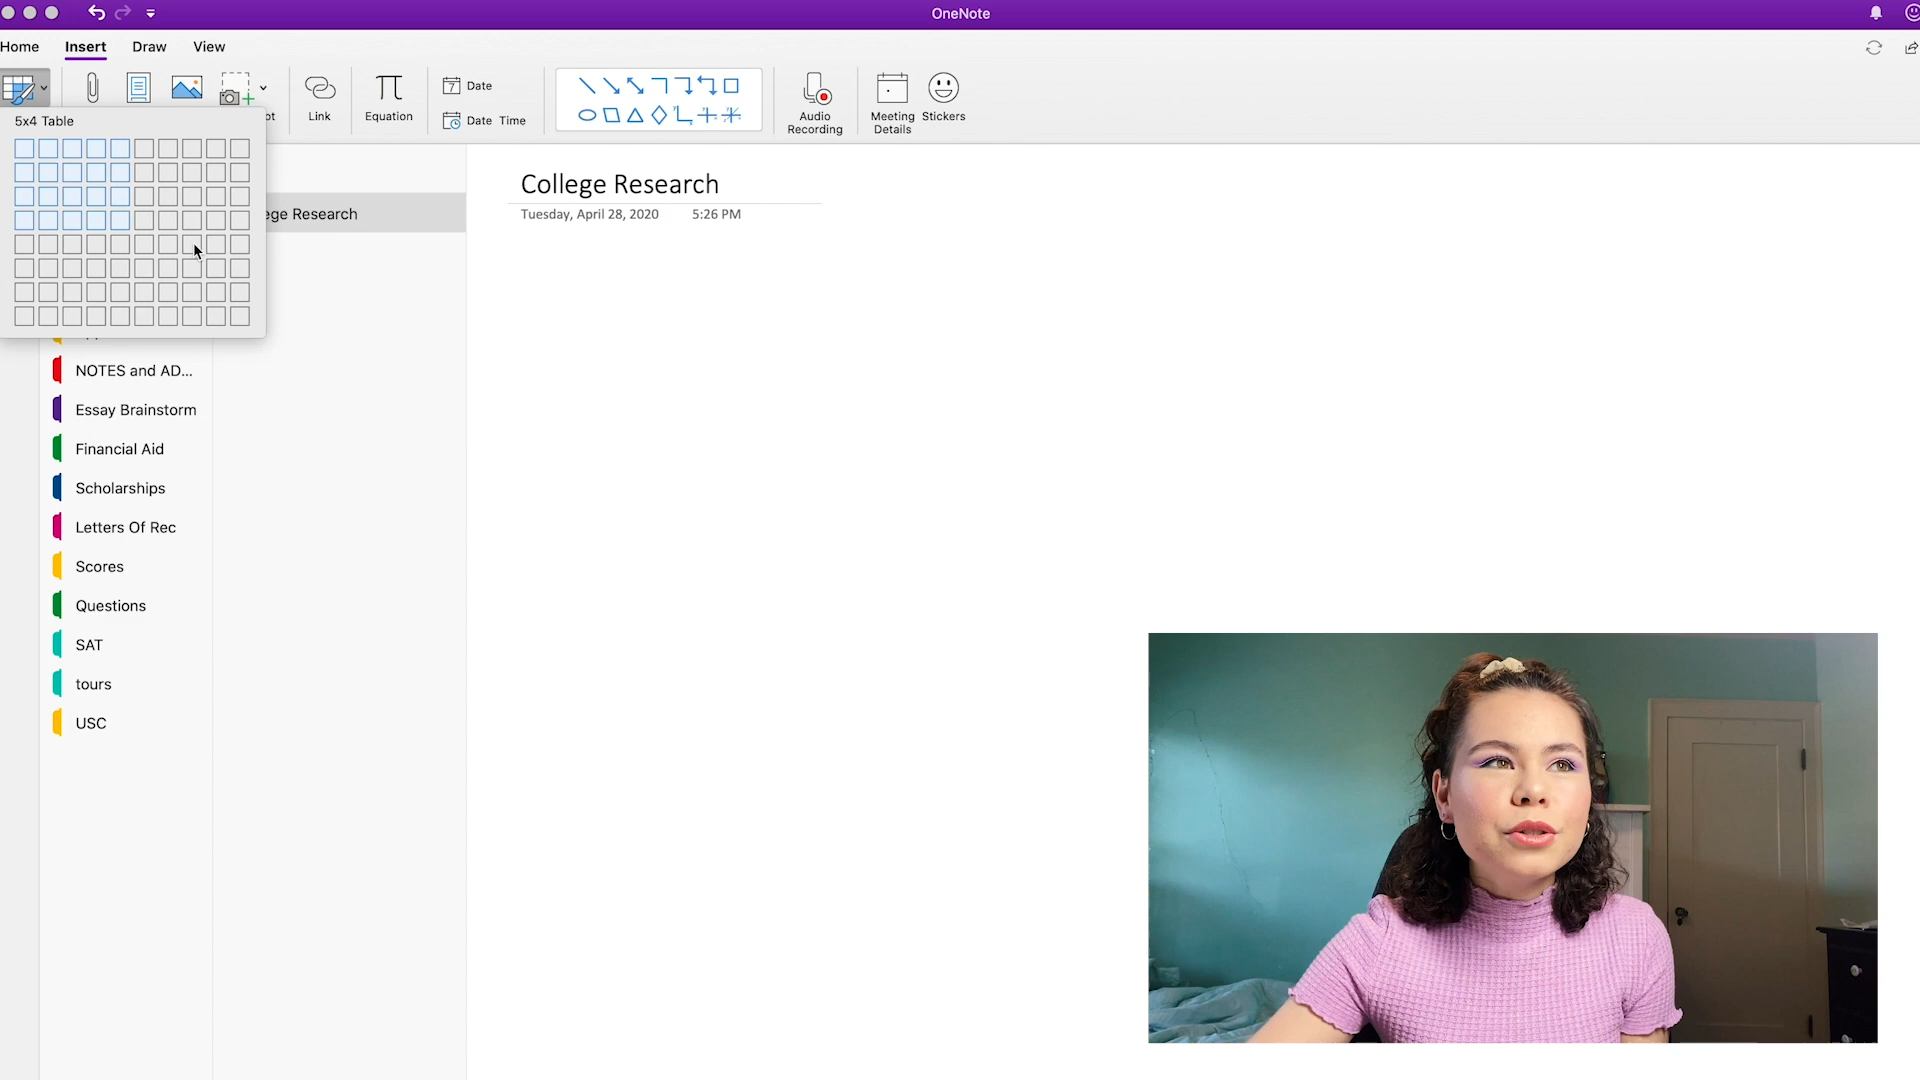 OneNote
Home Insert Draw View
Link
Equation
7 Date
Date Time
Audio
Recording
Meeting
Details
Stickers
5x4 Table
College Research
Tuesday, April 28, 2020 5:26 PM
ege Research
NOTES and AD...
Essay Brainstorm
Financial Aid
Scholarships
Letters Of Rec
Scores
Questions
SAT
tours
USC